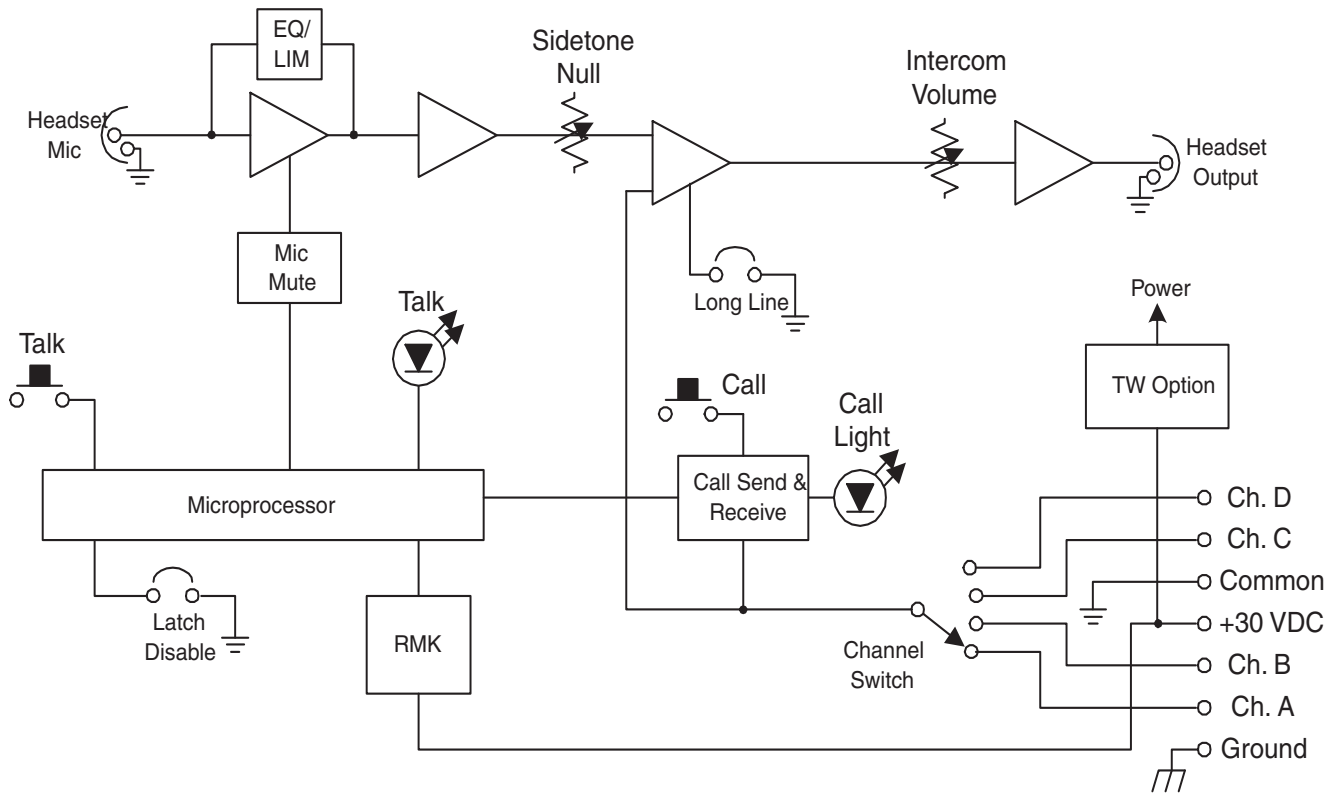 EQ/
LIM
Sidetone
Null
Intercom
Volume
Headset
Mic
Headset
Output
Mic
Mute
Long Line
Talk
Talk
Power
TW Option
Call
Call
Light
Microprocessor
Call Send &
Receive
Ch. D
Ch. C
Common
+30 VDC
Ch. B
Ch. A
Ground
Latch
Disable
RMK
Channel
Switch